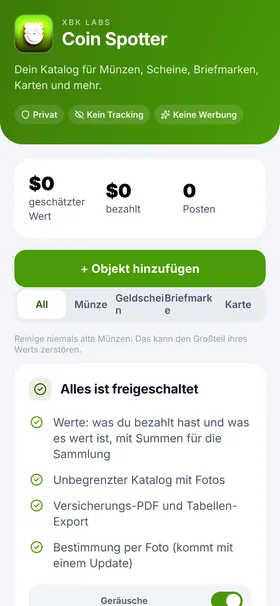 XBK LABS
Coin Spotter
Dein Katalog für Münzen, Scheine, Briefmarken,
Karten und mehr.
Privat Kein Tracking Keine Werbung
$0 $0 0
geschätzter bezahlt Posten
Wert
+ Objekt hinzufügen
All Münze Geldschein Briefmarke Karte
Reinige niemals alte Münzen: Das kann den Großteil ihres
Werts zerstören.
Alles ist freigeschaltet
Werte: was du bezahlt hast und was
es wert ist, mit Summen für die
Sammlung
Unbegrenzter Katalog mit Fotos
Versicherungs-PDF und Tabellen-
Export
Bestimmung per Foto (kommt mit
einem Update)
Geräusche